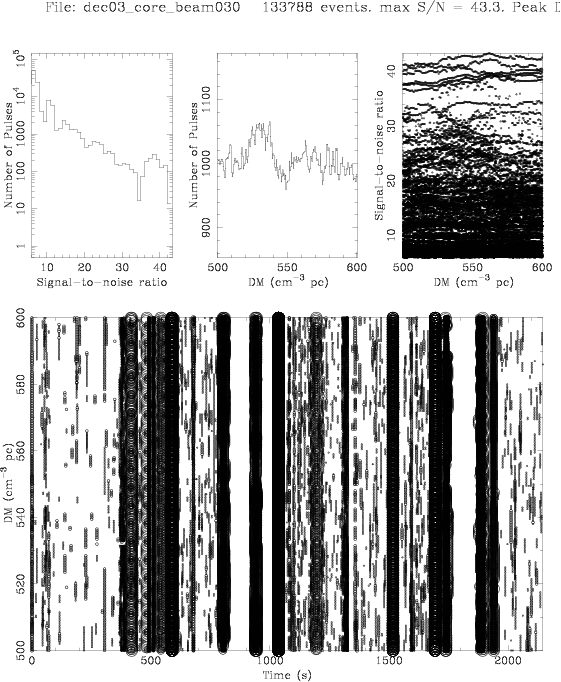 File: dec03_core_beam030 133788 events. max S/N = 43.3. Peak D
Number of Pulses
10⁵
10⁴
1000
100
10
1
10 20 30 40
Signal-to-noise ratio
Number of Pulses
1100
1000
900
500 550 600
DM (cm⁻³ pc)
Signal-to-noise ratio
40
30
20
10
500 550 600
DM (cm⁻³ pc)
DM (cm⁻³ pc)
600
580
560
540
520
500
0 500 1000 1500 2000
Time (s)